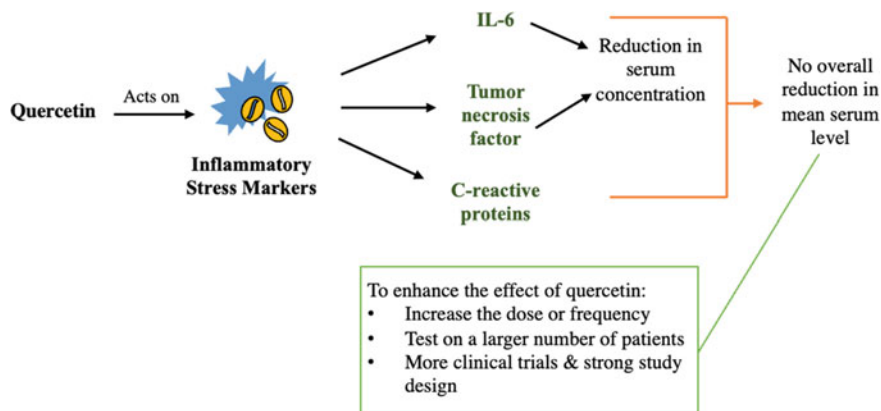 Quercetin
Acts on
Inflammatory
Stress Markers
IL-6
Tumor
necrosis
factor
C-reactive
proteins
Reduction in
serum
concentration
No overall
reduction in
mean serum
level
To enhance the effect of quercetin:
• Increase the dose or frequency
• Test on a larger number of patients
• More clinical trials & strong study
design